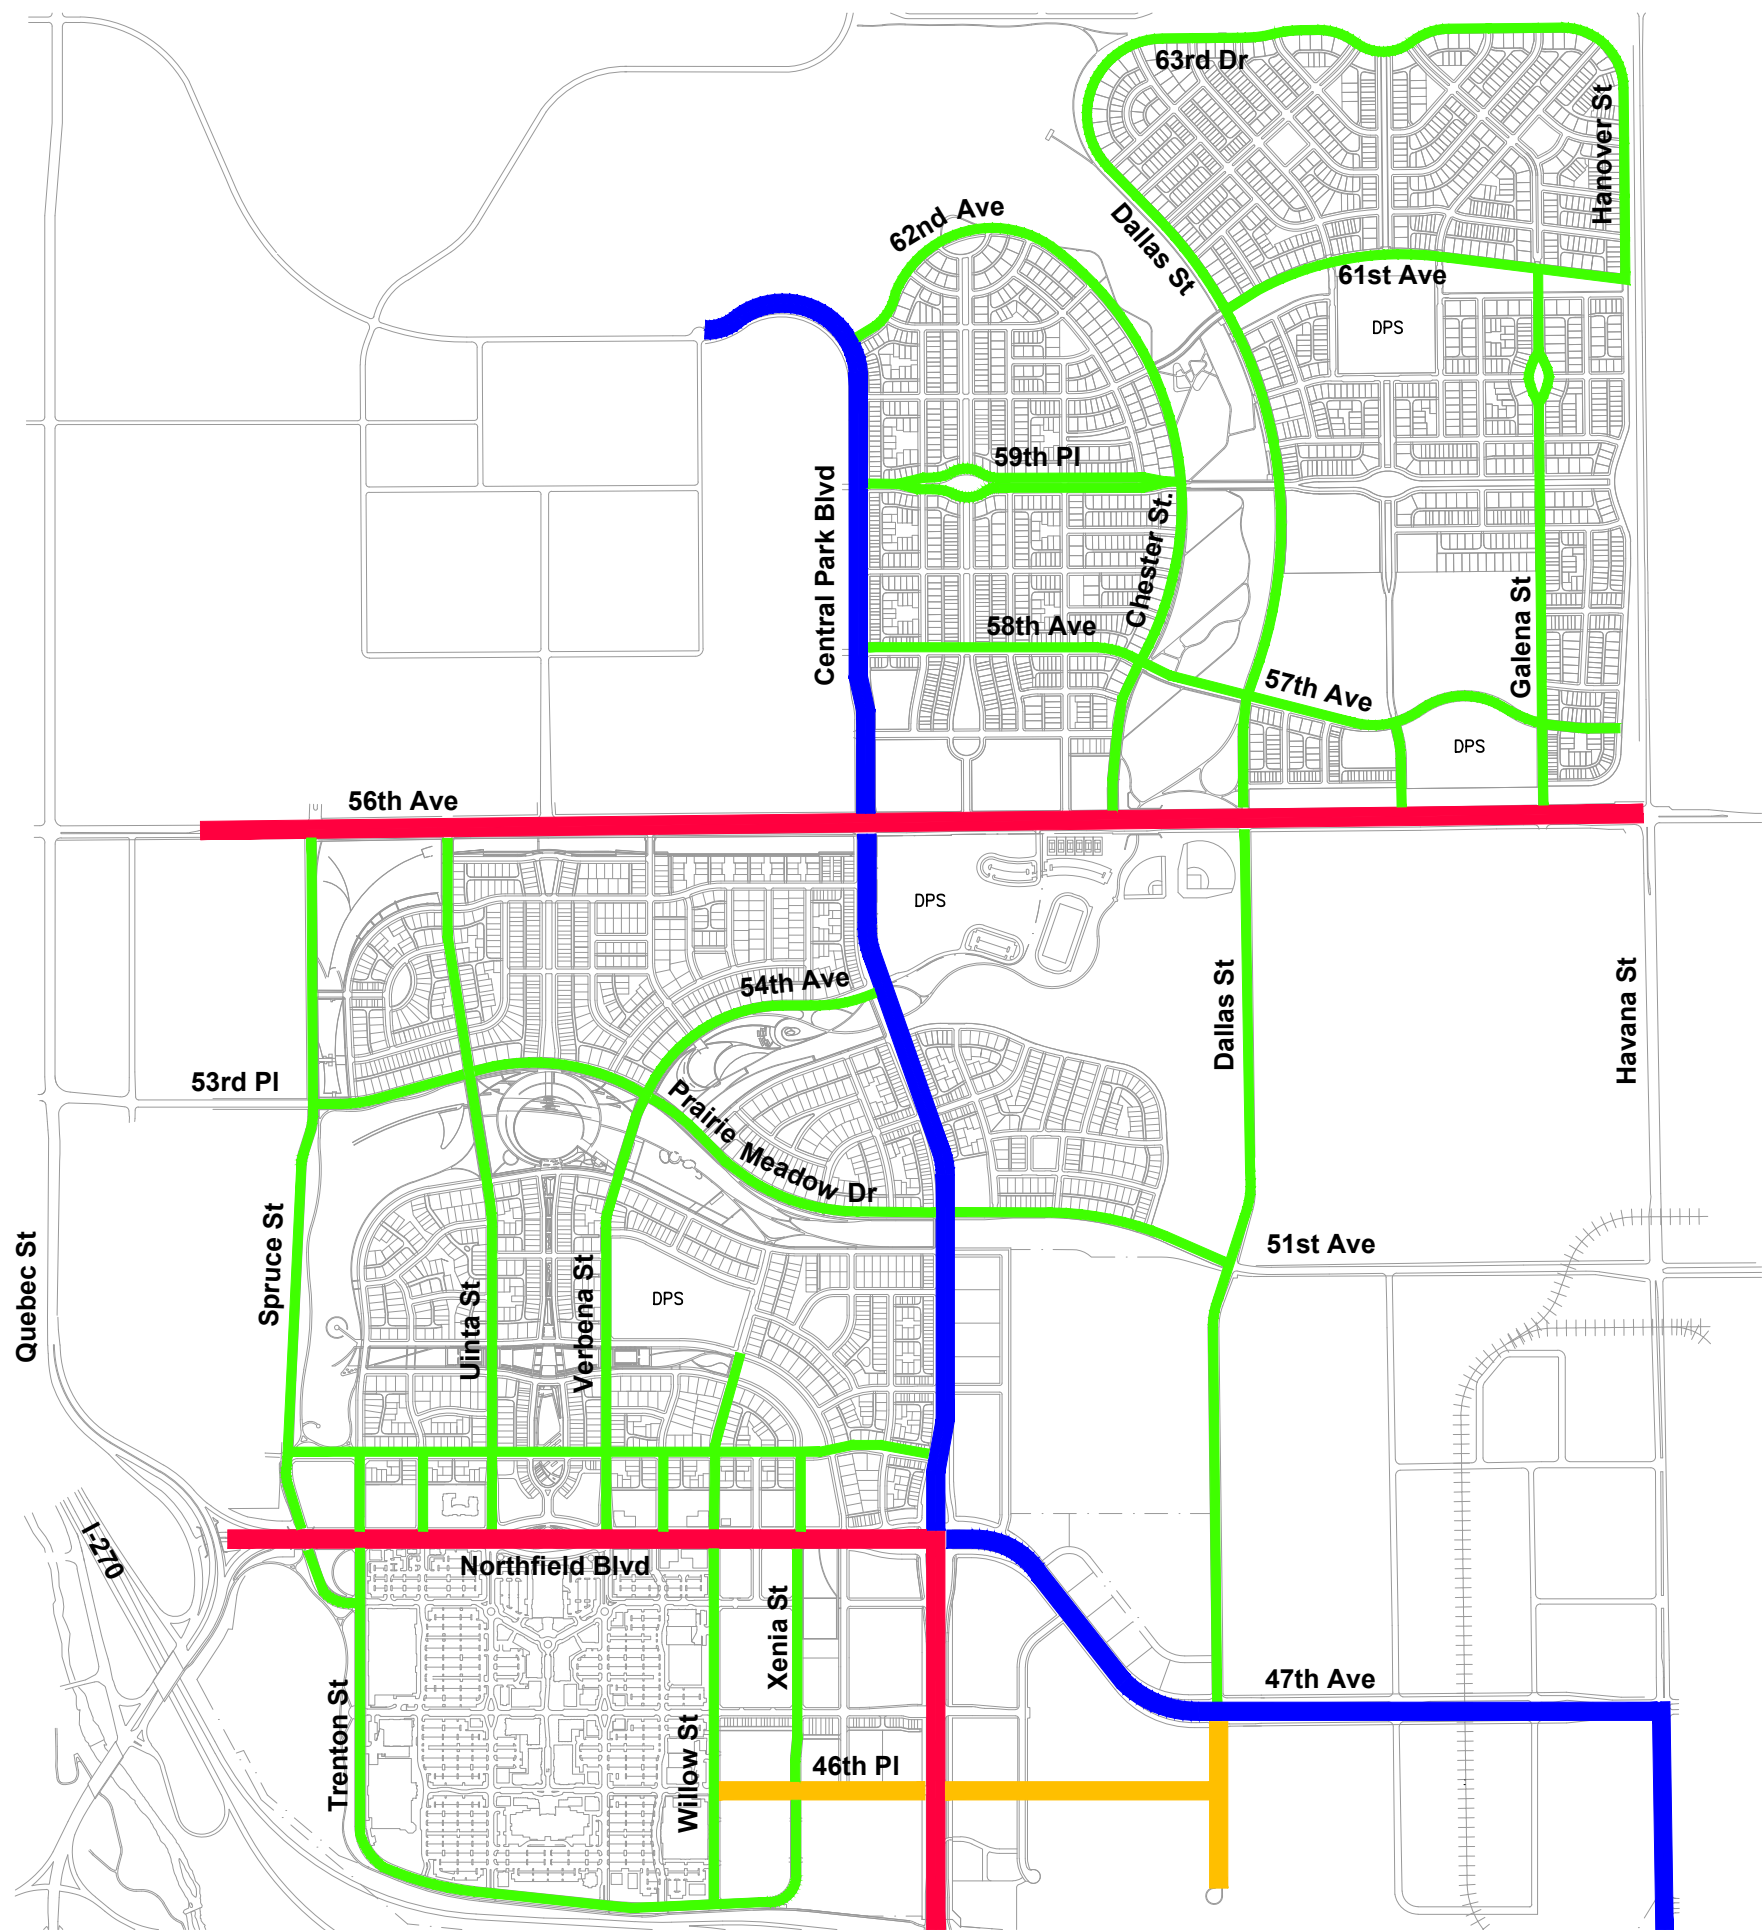 63rd Dr
Hanover St
62nd Ave
Dallas St
61st Ave
DPS
59th Pl
Central Park Blvd
Chester St.
58th Ave
Galena St
57th Ave
DPS
56th Ave
DPS
54th Ave
Dallas St
Havana St
53rd Pl
Prairie Meadow Dr
Quebec St
Spruce St
51st Ave
Uinta St
Verbena St
DPS
I-270
Northfield Blvd
Xenia St
47th Ave
Trenton St
Willow St
46th Pl